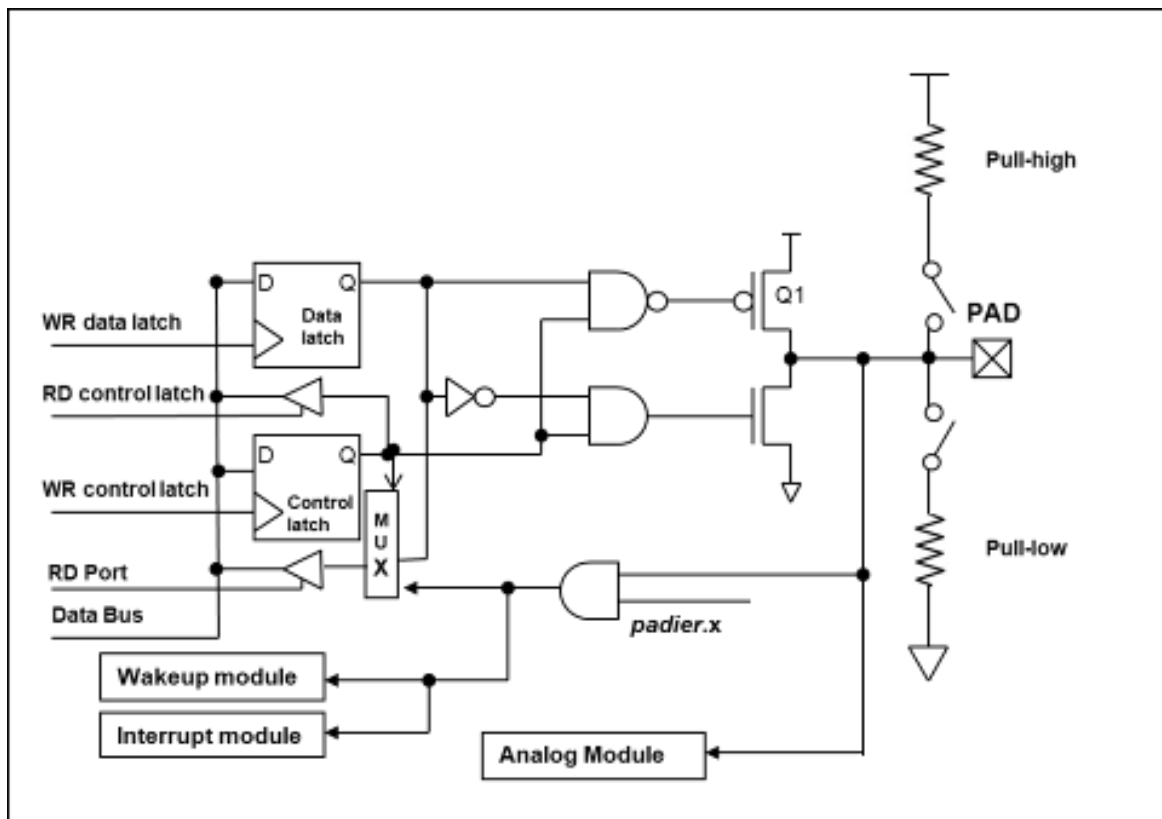 Pull-high
Q1
PAD
D Q
Data
latch
WR data latch
RD control latch
D Q
WR control latch
Control
latch
M
U
X
Pull-low
RD Port
Data Bus
padier.x
Wakeup module
Interrupt module
Analog Module